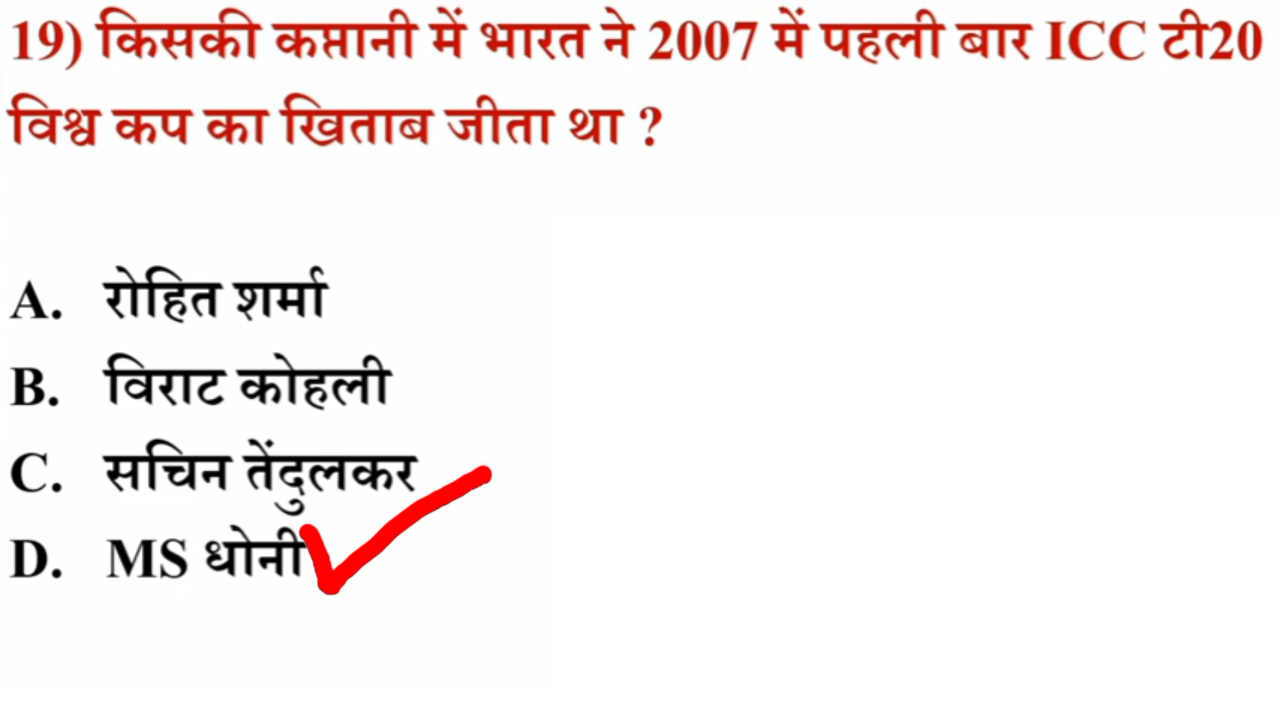 19) किसकी कप्तानी में भारत ने 2007 में पहली बार ICC टी20
विश्व कप का खिताब जीता था ?
A. रोहित शर्मा
B. विराट कोहली
C. सचिन तेंदुलकर
D. MS धोनी